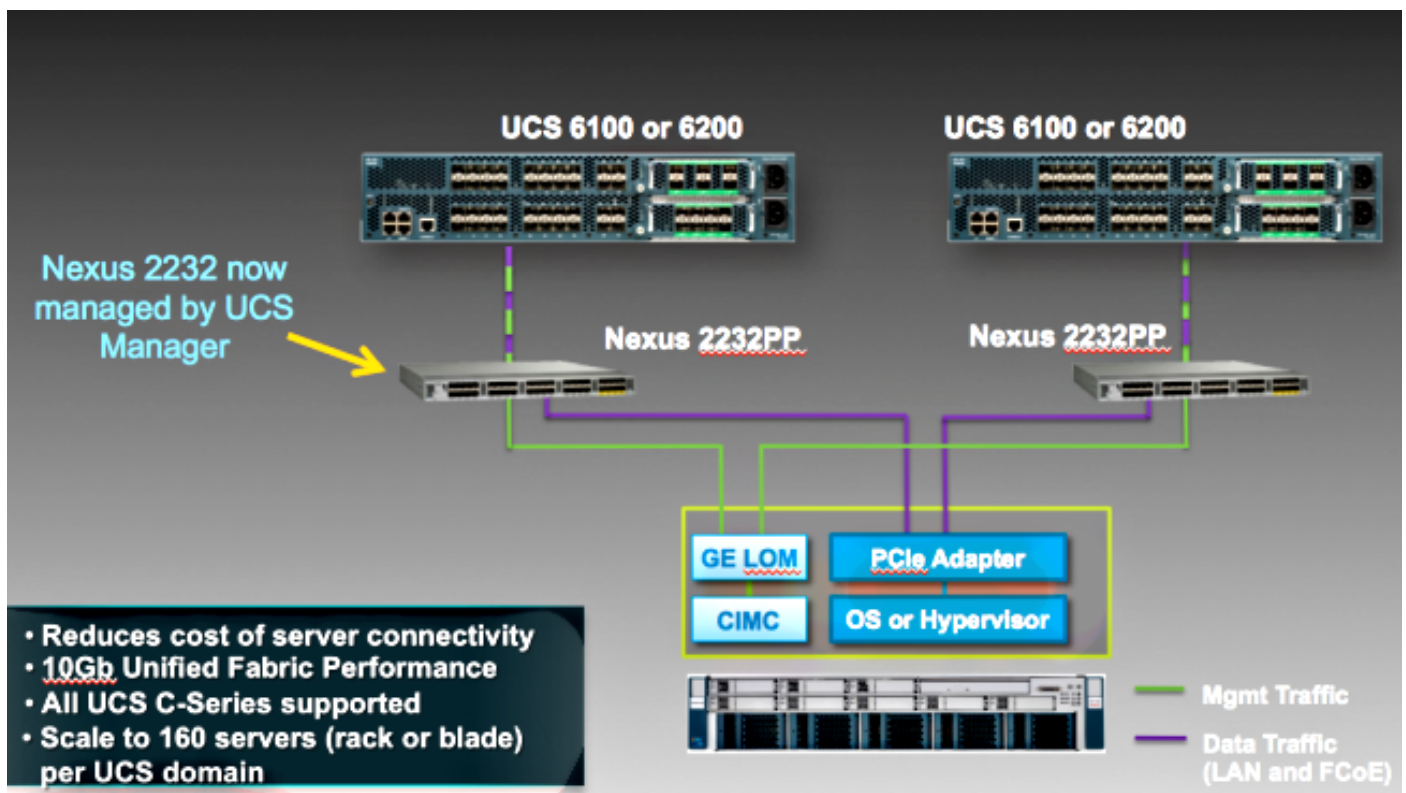 UCS 6100 or 6200
UCS 6100 or 6200
Nexus 2232 now
managed by UCS
Manager
Nexus 2232PP
Nexus 2232PP
GE LOM
PCIe Adapter
CIMC
OS or Hypervisor
• Reduces cost of server connectivity
• 10Gb Unified Fabric Performance
• All UCS C-Series supported
• Scale to 160 servers (rack or blade)
per UCS domain
Mgmt Traffic
Data Traffic
(LAN and FCoE)